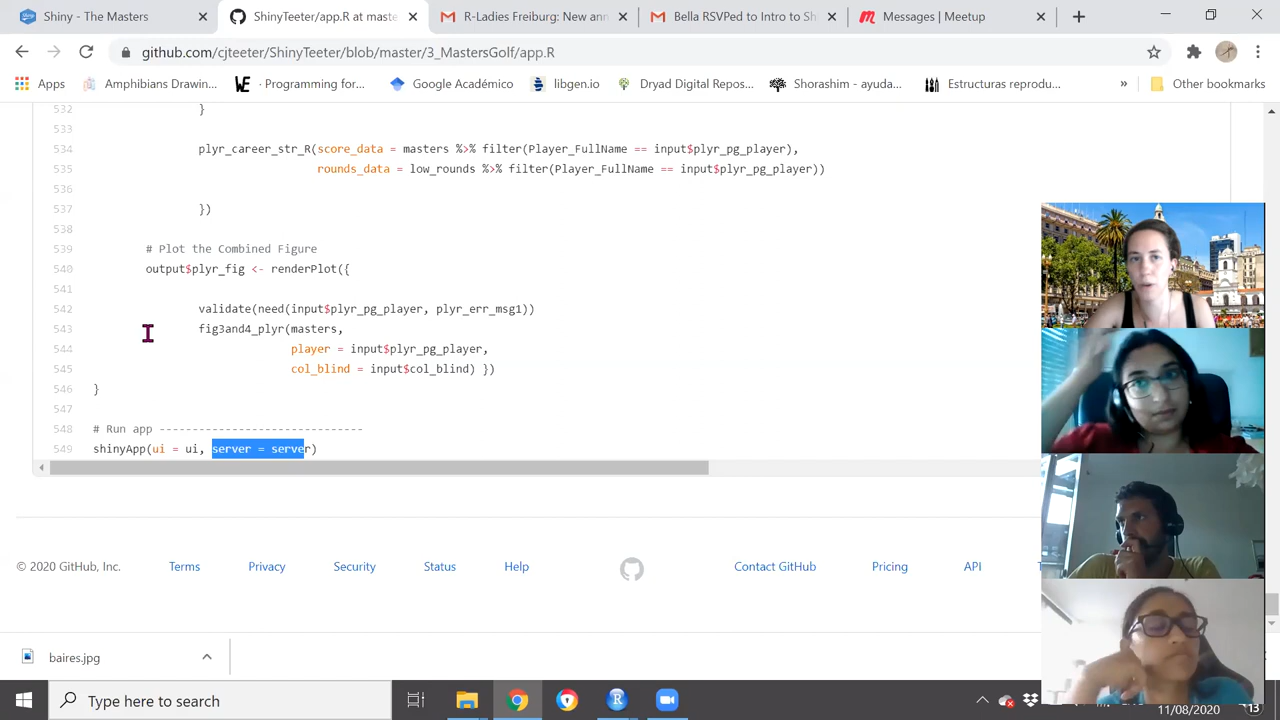 Shiny - The Masters
ShinyTeeter/app.R at mast
R-Ladies Freiburg: New ann
Bella RSVPed to Intro to Sh
Messages | Meetup
github.com/cjteeter/ShinyTeeter/blob/master/3_MastersGolf/app.R
Apps
Amphibians Drawin...
· Programming for...
Google Académico
libgen.io
Dryad Digital Repos...
Shorashim - ayuda...
Estructuras reprodu...
»
Other bookmarks
532 }
533
534 plyr_career_str_R(score_data = masters %>% filter(Player_FullName == input$plyr_pg_player),
535 rounds_data = low_rounds %>% filter(Player_FullName == input$plyr_pg_player))
536
537 })
538
539 # Plot the Combined Figure
540 output$plyr_fig <- renderPlot({
541
542 validate(need(input$plyr_pg_player, plyr_err_msg1))
543 fig3and4_plyr(masters,
544 player = input$plyr_pg_player,
545 col_blind = input$col_blind) })
546 }
547
548 # Run app -------------------------------
549 shinyApp(ui = ui, server = server)
© 2020 GitHub, Inc.
Terms
Privacy
Security
Status
Help
Contact GitHub
Pricing
API
baires.jpg
Type here to search
11/08/2020
13